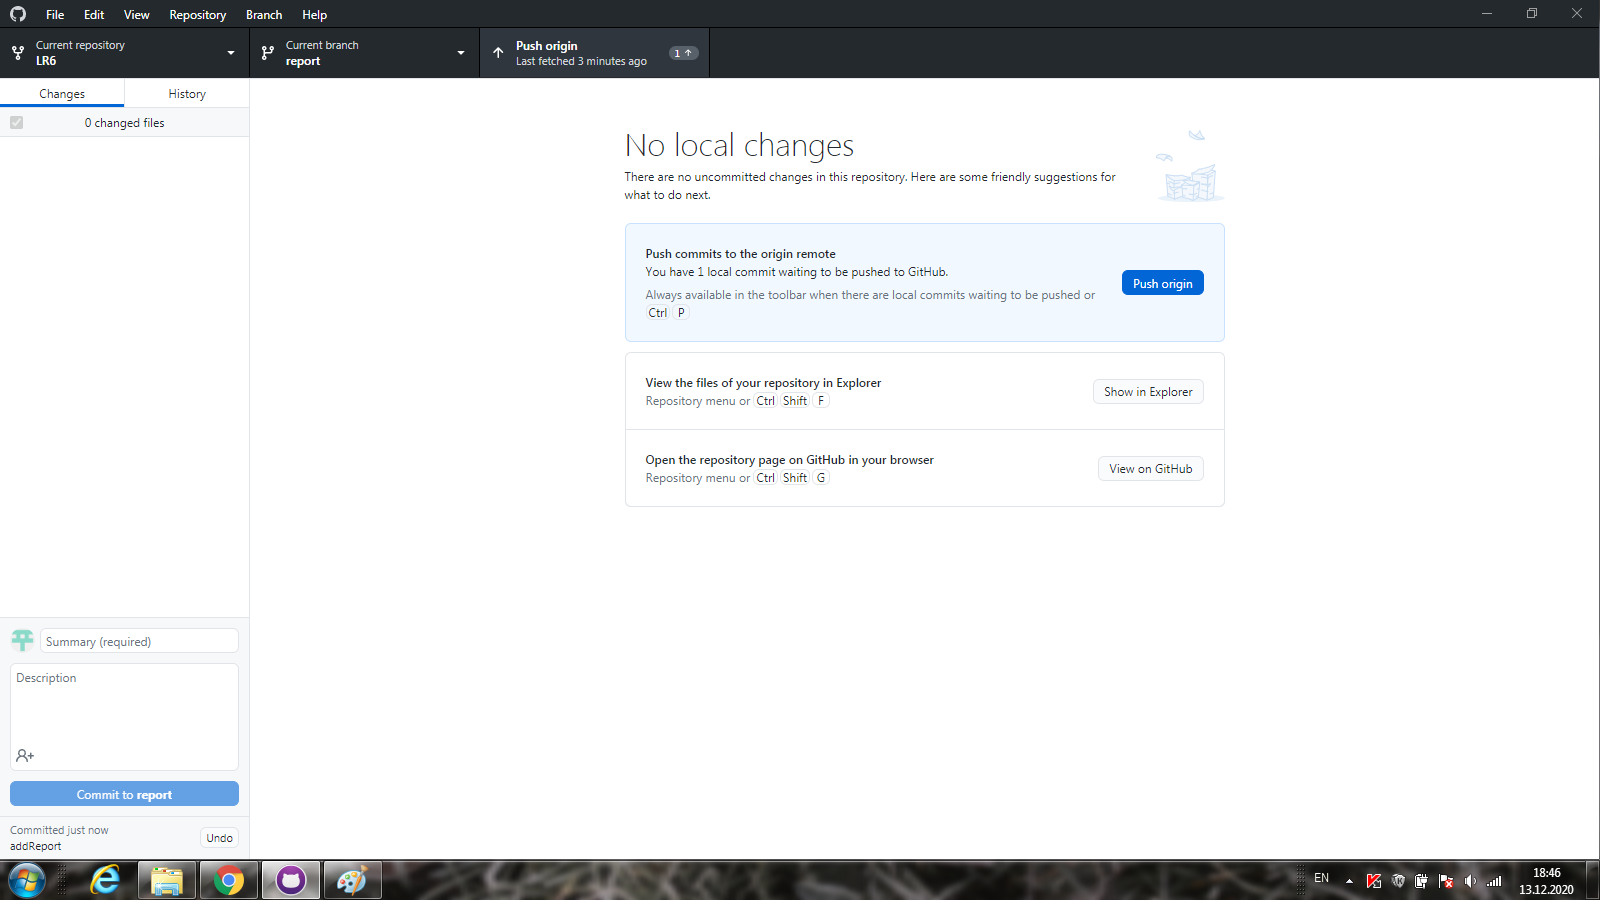 File Edit View Repository Branch Help
Current repository
LR6
Current branch
report
Push origin
Last fetched 3 minutes ago
1
Changes
History
0 changed files
No local changes
There are no uncommitted changes in this repository. Here are some friendly suggestions for
what to do next.
Push commits to the origin remote
You have 1 local commit waiting to be pushed to GitHub.
Always available in the toolbar when there are local commits waiting to be pushed or
Ctrl P
Push origin
View the files of your repository in Explorer
Repository menu or Ctrl Shift F
Show in Explorer
Open the repository page on GitHub in your browser
Repository menu or Ctrl Shift G
View on GitHub
Summary (required)
Description
Commit to report
Committed just now
addReport
Undo
EN
18:46
13.12.2020